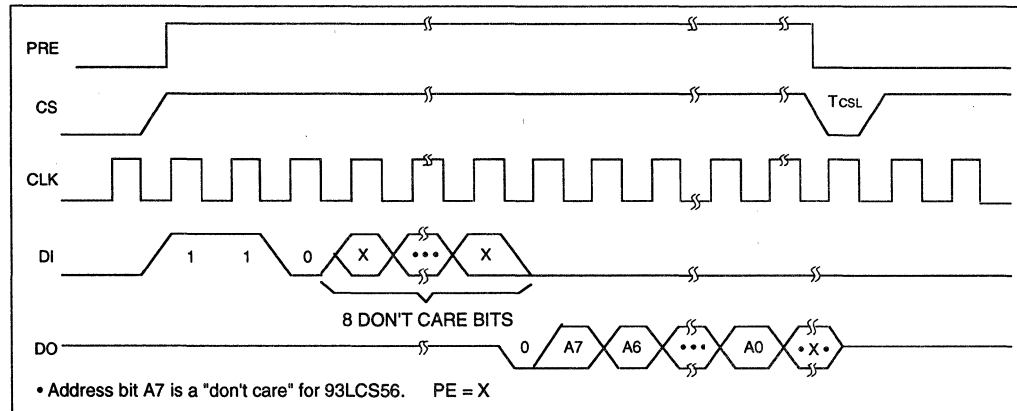 PRE
CS
TCSL
CLK
DI
1 1 0 X ••• X
8 DON'T CARE BITS
DO
0 A7 A6 ••• A0 •X•
• Address bit A7 is a "don't care" for 93LCS56. PE = X